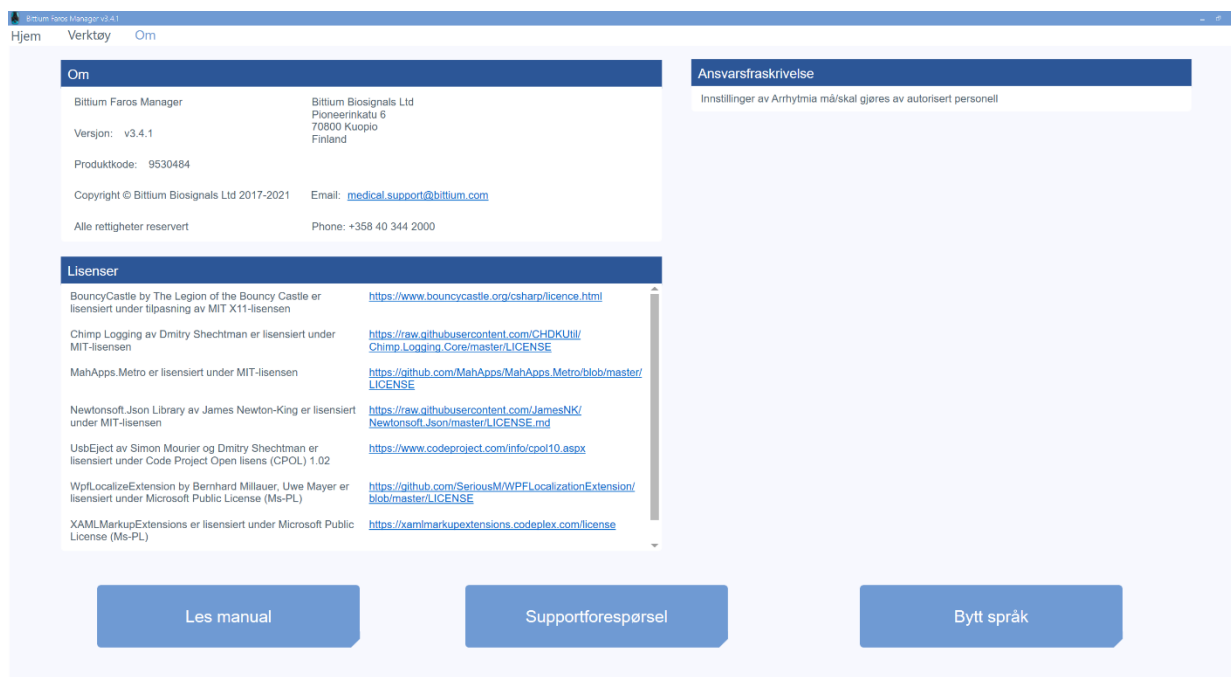 Bittium Faros Manager v3.4.1
Hjem Verktøy Om
Om
Bittium Faros Manager
Versjon: v3.4.1
Produktkode: 9530484
Copyright © Bittium Biosignals Ltd 2017-2021
Alle rettigheter reservert
Bittium Biosignals Ltd
Pioneerinkatu 6
70800 Kuopio
Finland
Email: medical.support@bittium.com
Phone: +358 40 344 2000
Ansvarsfraskrivelse
Innstillinger av Arrhytmia må/skal gjøres av autorisert personell
Lisenser
BouncyCastle by The Legion of the Bouncy Castle er
lisensiert under tilpasning av MIT X11-lisensen
https://www.bouncycastle.org/csharp/licence.html
Chimp Logging av Dmitry Shechtman er lisensiert under
MIT-lisensen
https://raw.githubusercontent.com/CHDKUtil/
Chimp.Logging.Core/master/LICENSE
MahApps.Metro er lisensiert under MIT-lisensen
https://github.com/MahApps/MahApps.Metro/blob/master/
LICENSE
Newtonsoft.Json Library av James Newton-King er lisensiert
under MIT-lisensen
https://raw.githubusercontent.com/JamesNK/
Newtonsoft.Json/master/LICENSE.md
UsbEject av Simon Mourier og Dmitry Shechtman er
lisensiert under Code Project Open lisens (CPOL) 1.02
https://www.codeproject.com/info/cpol10.aspx
WpfLocalizeExtension by Bernhard Millauer, Uwe Mayer er
lisensiert under Microsoft Public License (Ms-PL)
https://github.com/SeriousM/WPFLocalizationExtension/
blob/master/LICENSE
XAMLMarkupExtensions er lisensiert under Microsoft Public
License (Ms-PL)
https://xamlmarkupextensions.codeplex.com/license
Les manual
Supportforespørsel
Bytt språk